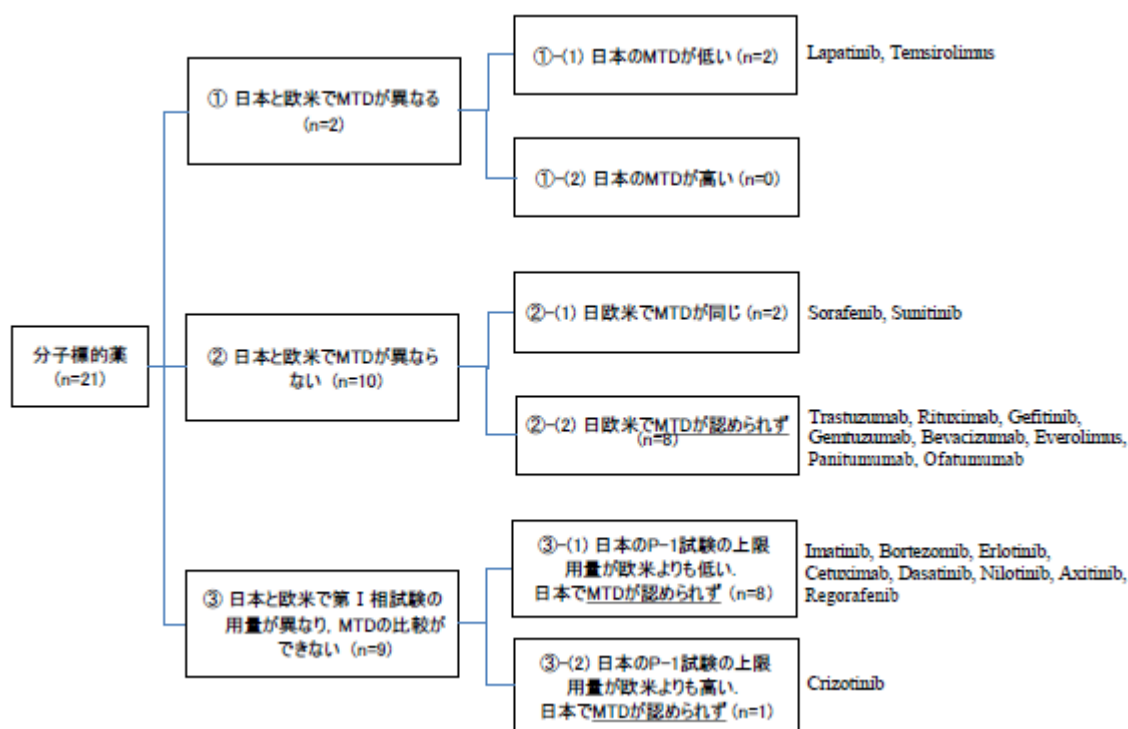 ①-(1) 日本のMTDが低い (n=2)
Lapatinib, Temsirolimus
① 日本と欧米でMTDが異なる
(n=2)
①-(2) 日本のMTDが高い (n=0)
②-(1) 日欧米でMTDが同じ (n=2)
Sorafenib, Sunitinib
分子標的薬
(n=21)
② 日本と欧米でMTDが異なら
ない (n=10)
②-(2) 日欧米でMTDが認められず
(n=8)
Trastuzumab, Rituximab, Gefitinib,
Gemtuzumab, Bevacizumab, Everolimus,
Panitumumab, Ofatumumab
③-(1) 日本のP-1試験の上限
用量が欧米よりも低い.
日本でMTDが認められず (n=8)
Imatinib, Bortezomib, Erlotinib,
Cetuximab, Dasatinib, Nilotinib, Axitinib,
Regorafenib
③ 日本と欧米で第Ⅰ相試験の
用量が異なり, MTDの比較が
できない (n=9)
③-(2) 日本のP-1試験の上限
用量が欧米よりも高い.
日本でMTDが認められず (n=1)
Crizotinib